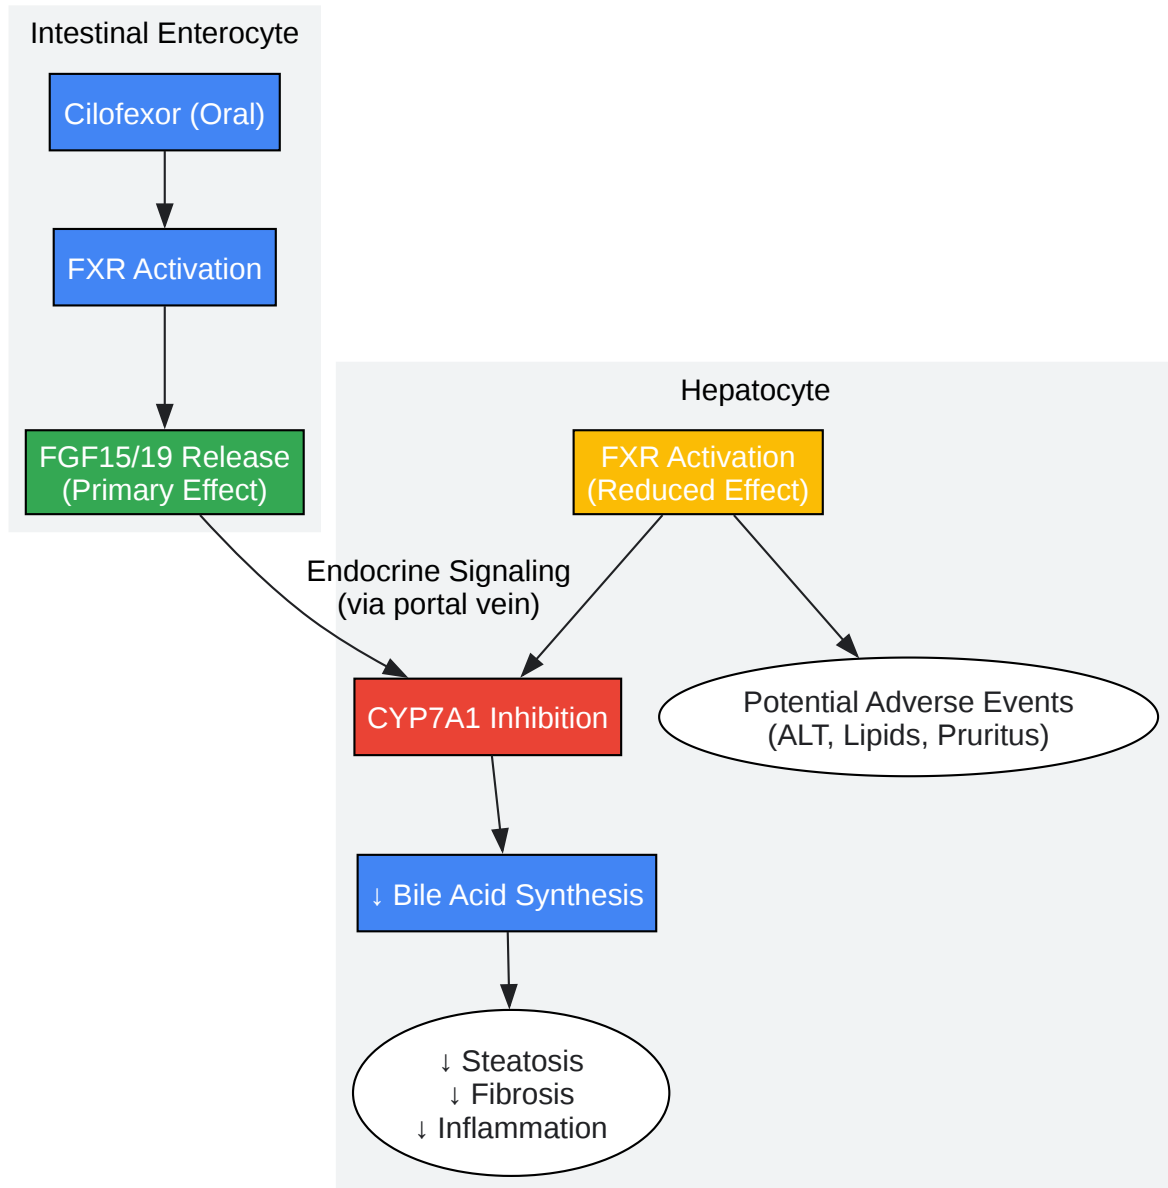 Intestinal Enterocyte
Cilofexor (Oral)
FXR Activation
FGF15/19 Release
(Primary Effect)
Hepatocyte
FXR Activation
(Reduced Effect)
Endocrine Signaling
(via portal vein)
CYP7A1 Inhibition
Potential Adverse Events
(ALT, Lipids, Pruritus)
↓ Bile Acid Synthesis
↓ Steatosis
↓ Fibrosis
↓ Inflammation